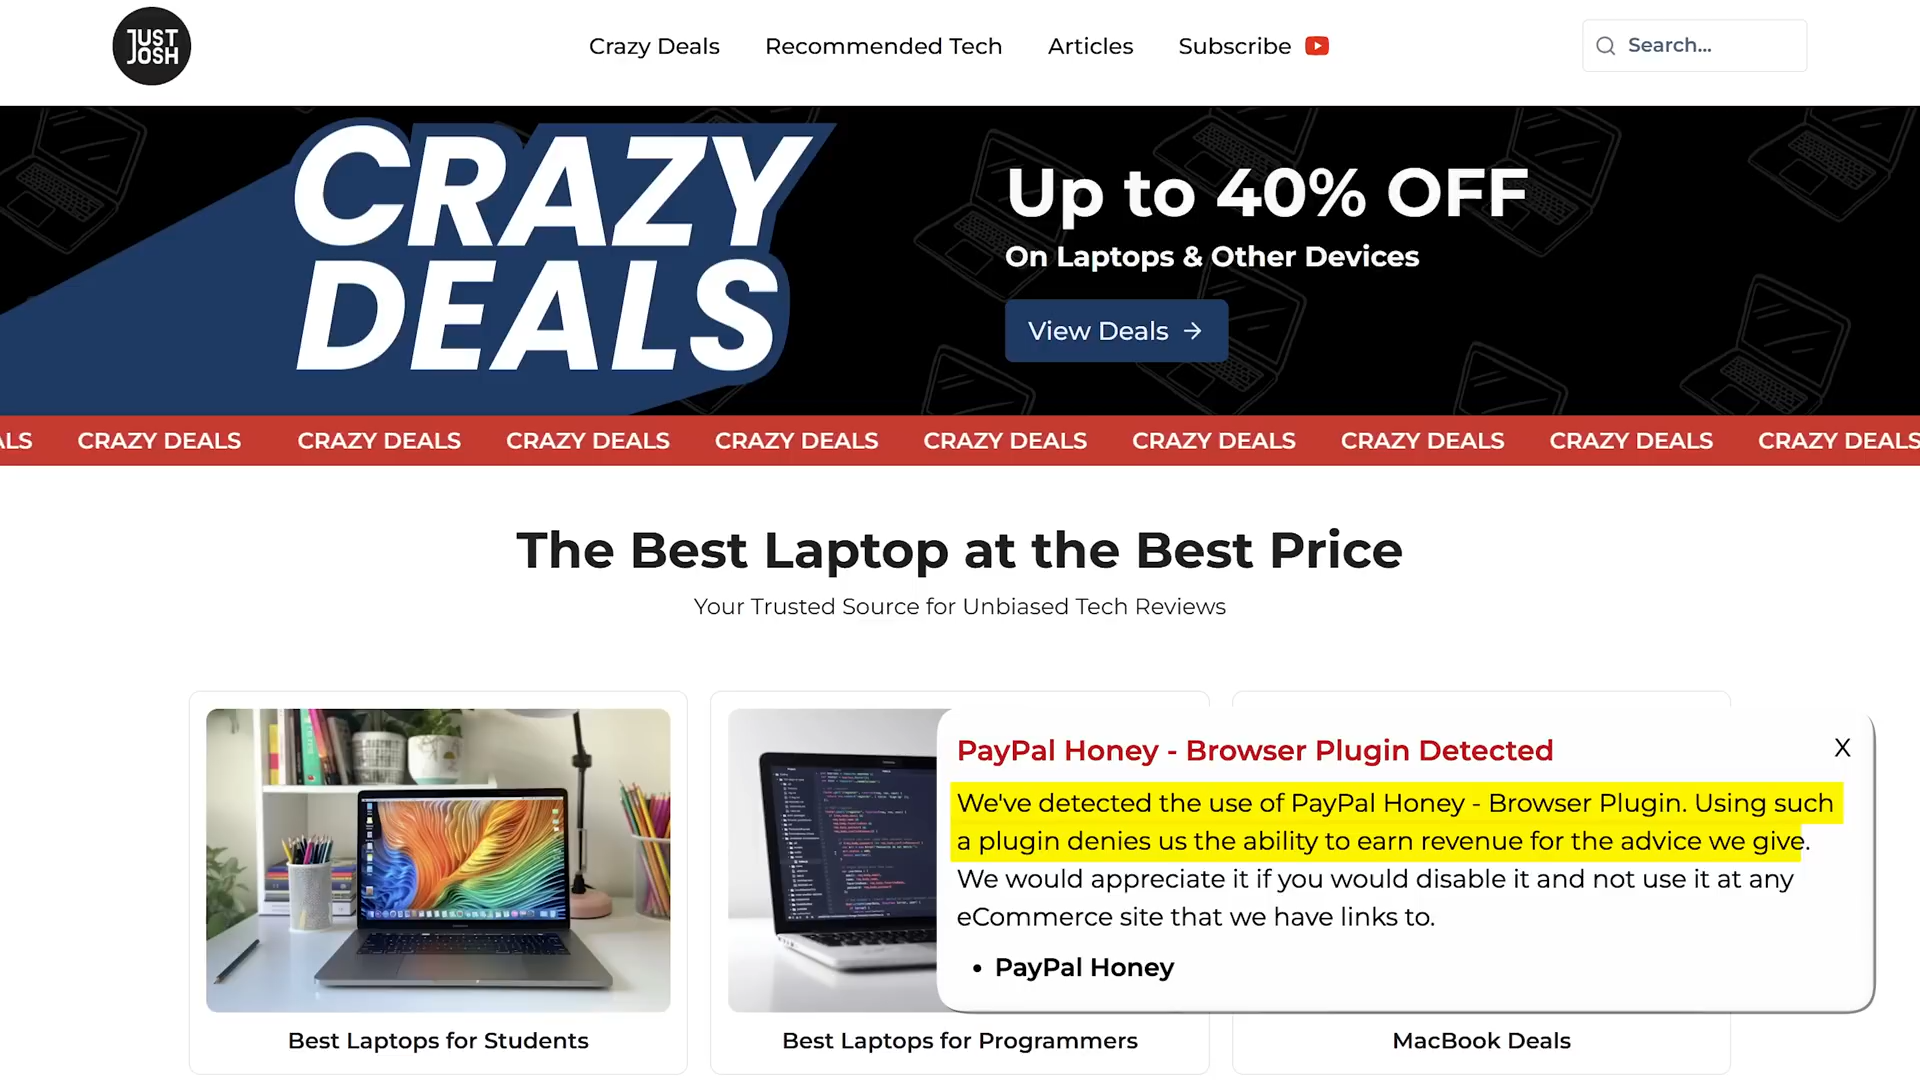 JUST
JOSH
Crazy Deals
Recommended Tech
Articles
Subscribe
Search...
CRAZY
DEALS
Up to 40% OFF
On Laptops & Other Devices
View Deals →
ALS CRAZY DEALS CRAZY DEALS CRAZY DEALS CRAZY DEALS CRAZY DEALS CRAZY DEALS CRAZY DEALS CRAZY DEALS CRAZY DEALS
The Best Laptop at the Best Price
Your Trusted Source for Unbiased Tech Reviews
PayPal Honey - Browser Plugin Detected
X
We've detected the use of PayPal Honey - Browser Plugin. Using such
a plugin denies us the ability to earn revenue for the advice we give.
We would appreciate it if you would disable it and not use it at any
eCommerce site that we have links to.
• PayPal Honey
Best Laptops for Students
Best Laptops for Programmers
MacBook Deals